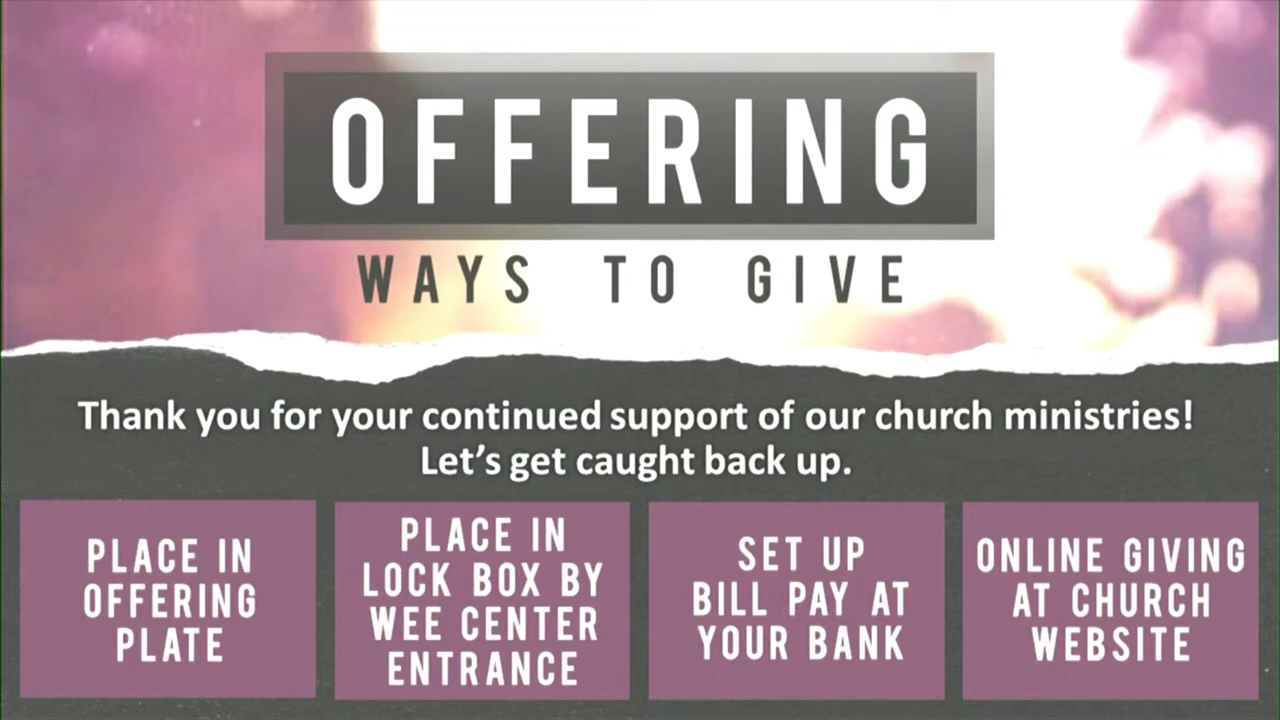 OFFERING
WAYS TO GIVE
Thank you for your continued support of our church ministries!
Let's get caught back up.
PLACE IN
OFFERING
PLATE
PLACE IN
LOCK BOX BY
WEE CENTER
ENTRANCE
SET UP
BILL PAY AT
YOUR BANK
ONLINE GIVING
AT CHURCH
WEBSITE